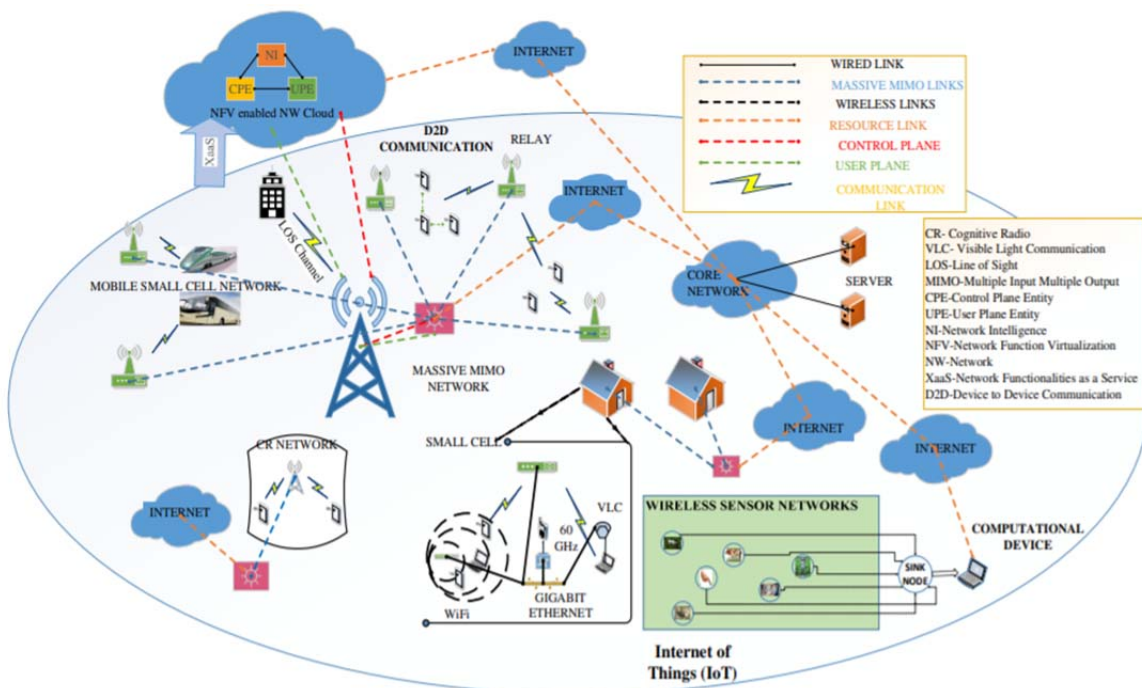 NI
CPE
UPE
NFV enabled NW Cloud
XaaS
INTERNET
WIRED LINK
MASSIVE MIMO LINKS
WIRELESS LINKS
RESOURCE LINK
CONTROL PLANE
USER PLANE
COMMUNICATION
LINK
D2D
COMMUNICATION
RELAY
INTERNET
LOS Channel
MOBILE SMALL CELL NETWORK
CORE
NETWORK
SERVER
CR- Cognitive Radio
VLC- Visible Light Communication
LOS-Line of Sight
MIMO-Multiple Input Multiple Output
CPE-Control Plane Entity
UPE-User Plane Entity
NI-Network Intelligence
NFV-Network Function Virtualization
NW-Network
XaaS-Network Functionalities as a Service
D2D-Device to Device Communication
MASSIVE MIMO
NETWORK
SMALL CELL
INTERNET
INTERNET
CR NETWORK
INTERNET
VLC
60
GHz
WiFi
GIGABIT
ETHERNET
WIRELESS SENSOR NETWORKS
SINK
NODE
COMPUTATIONAL
DEVICE
Internet of
Things (IoT)